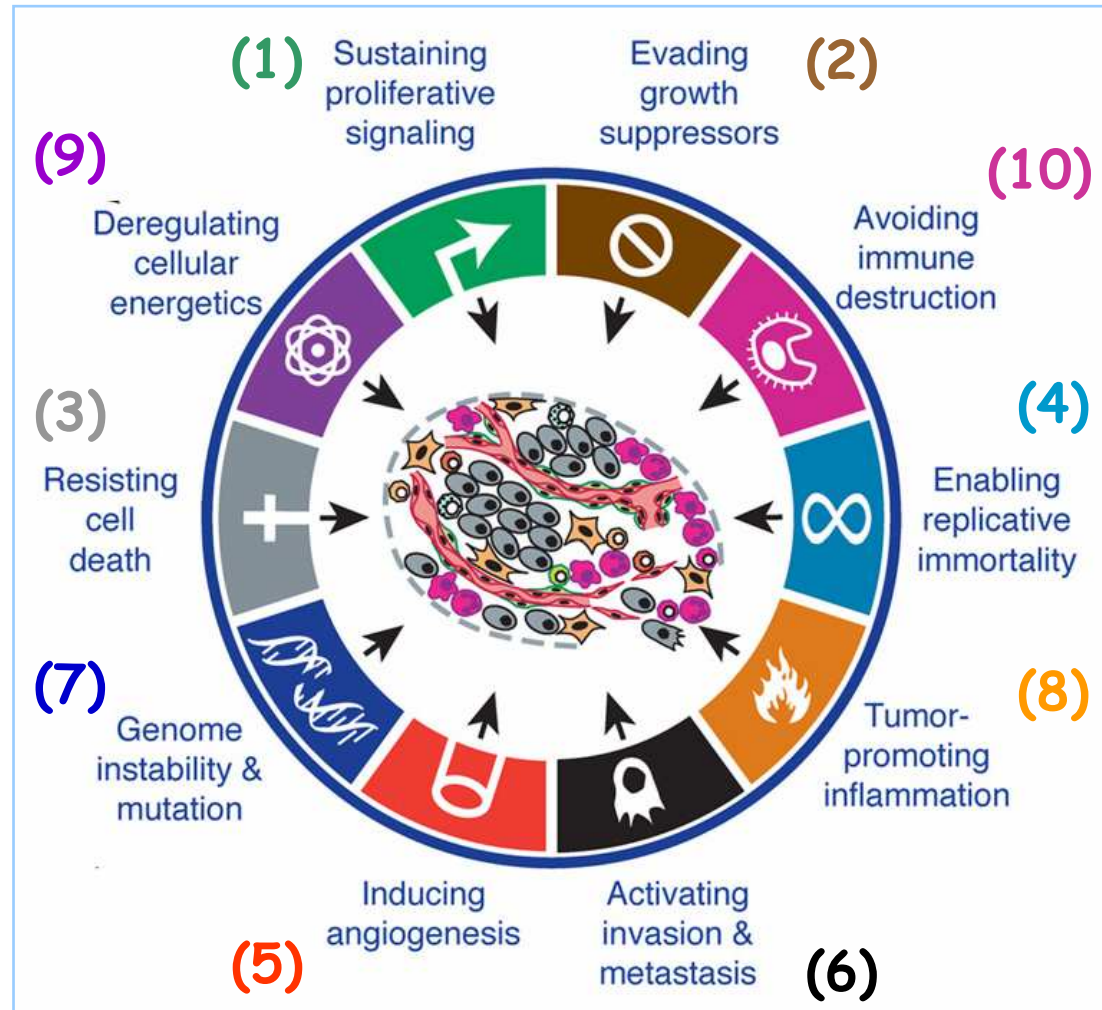 (1)
Sustaining
proliferative
signaling
Evading
growth
suppressors
(2)
(9)
Deregulating
cellular
energetics
(10)
Avoiding
immune
destruction
(3)
Resisting
cell
death
(4)
Enabling
replicative
immortality
(7)
Genome
instability &
mutation
(8)
Tumor-
promoting
inflammation
Inducing
angiogenesis
(5)
Activating
invasion &
metastasis
(6)